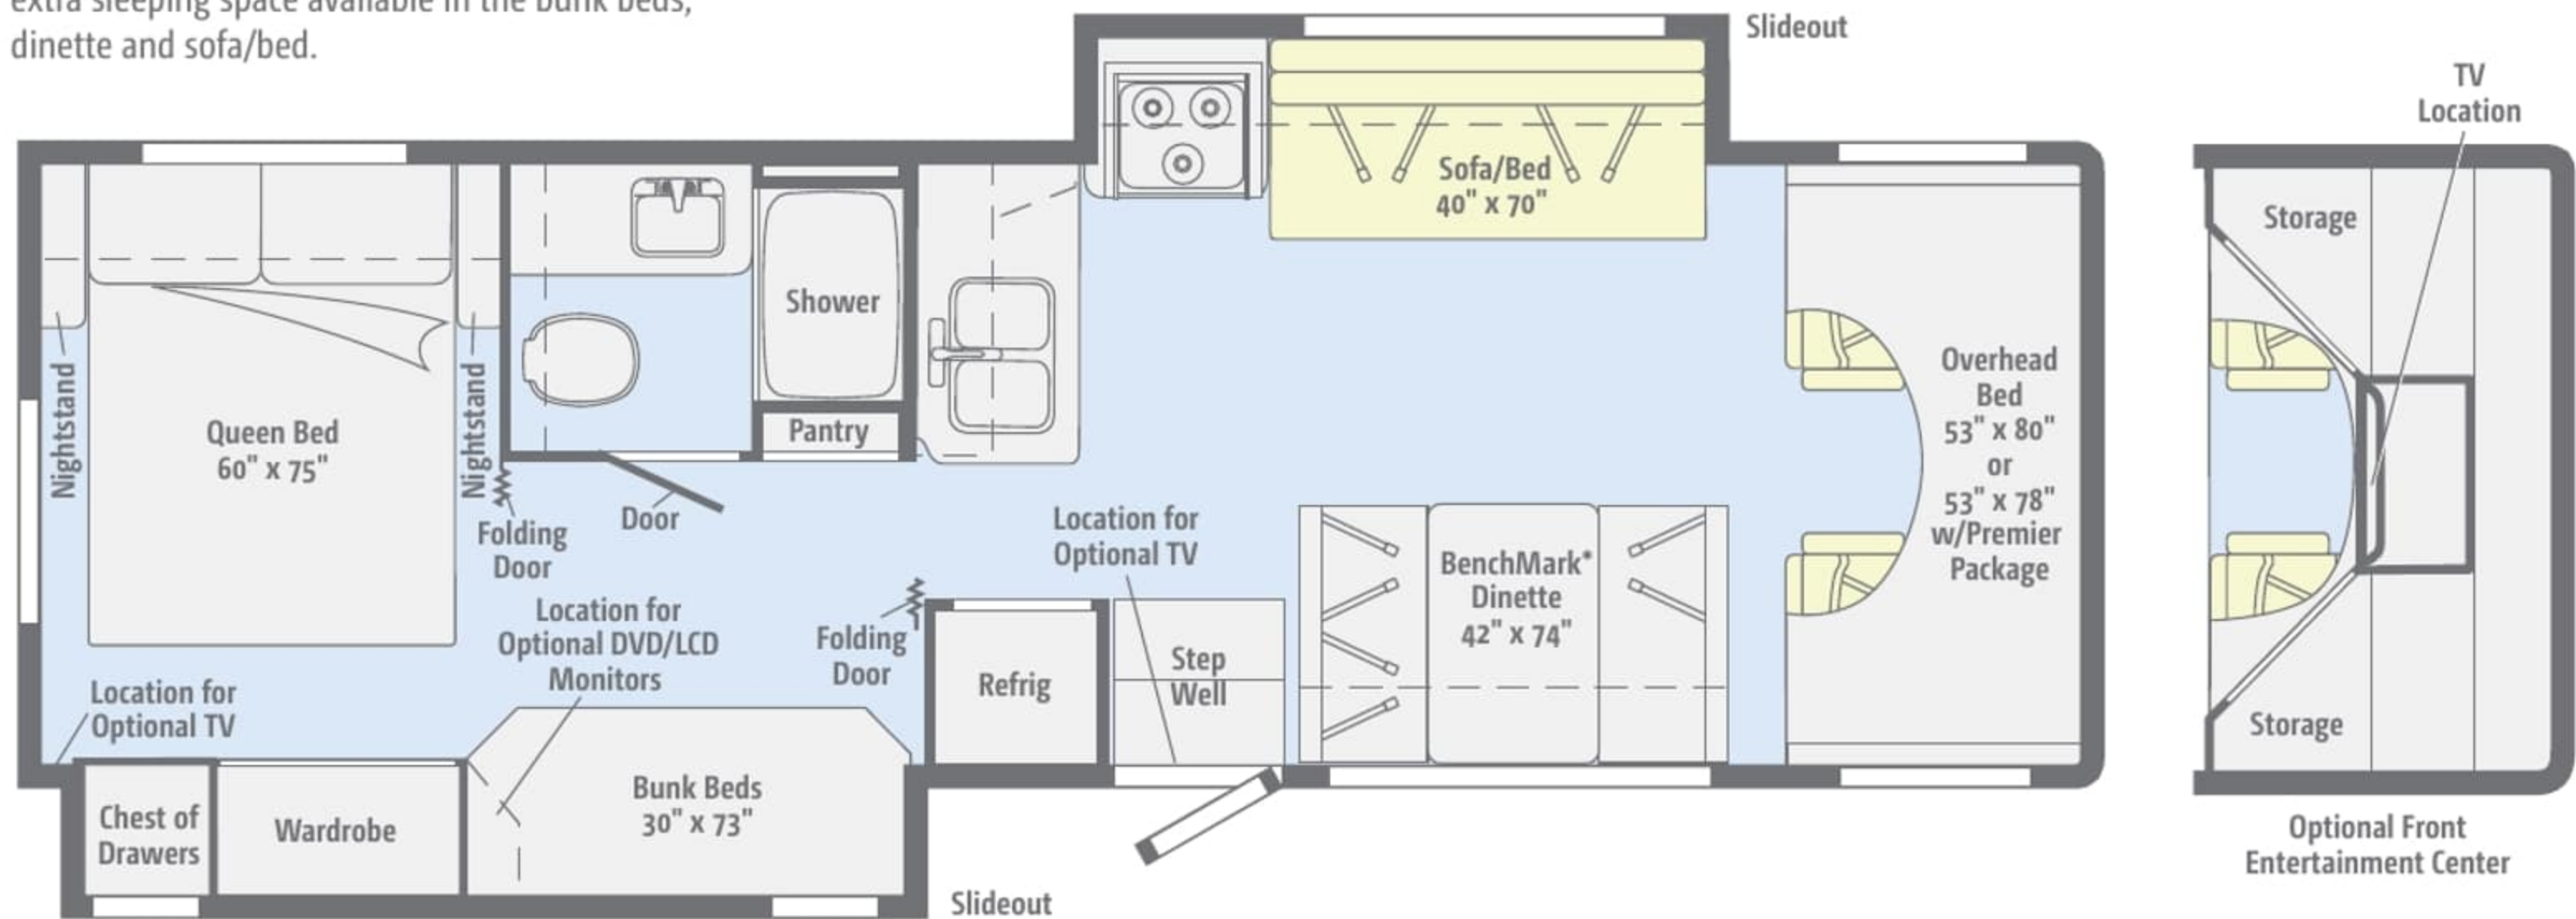 extra sleeping space available in the bunk beds,
dinette and sofa/bed.
Slideout
TV
Location
Sofa/Bed
40" x 70"
Storage
Shower
Nightstand
Queen Bed
60" x 75"
Nightstand
Pantry
Overhead
Bed
53" x 80"
or
53" x 78"
w/Premier
Package
Folding
Door
Door
Location for
Optional TV
BenchMark*
Dinette
42" x 74"
Location for
Optional DVD/LCD
Monitors
Folding
Door
Refrig
Step
Well
Location for
Optional TV
Storage
Chest of
Drawers
Wardrobe
Bunk Beds
30" x 73"
Slideout
Optional Front
Entertainment Center